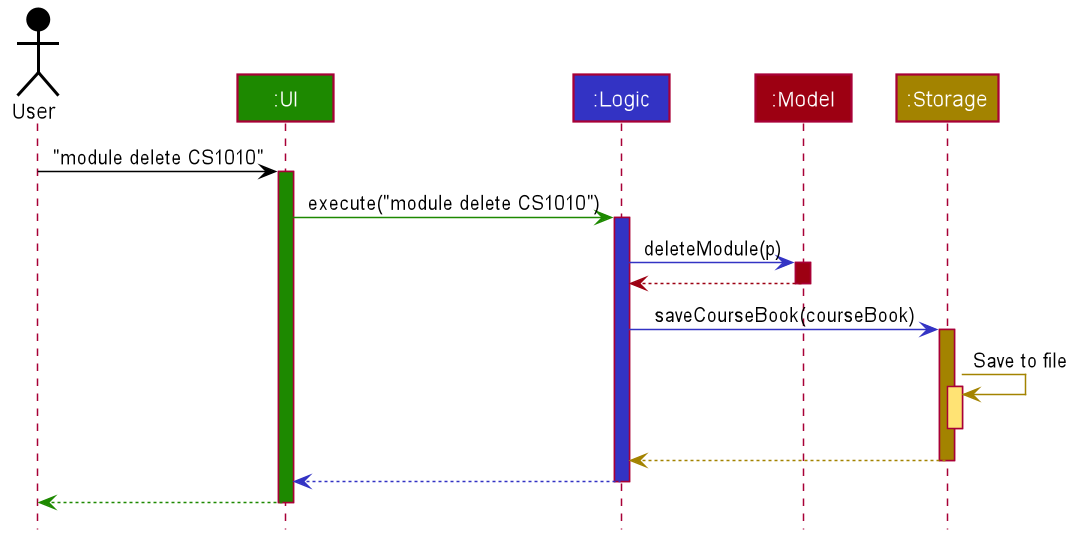 User
:UI
:Logic
:Model
:Storage
"module delete CS1010"
execute("module delete CS1010")
deleteModule(p)
saveCourseBook(courseBook)
Save to file